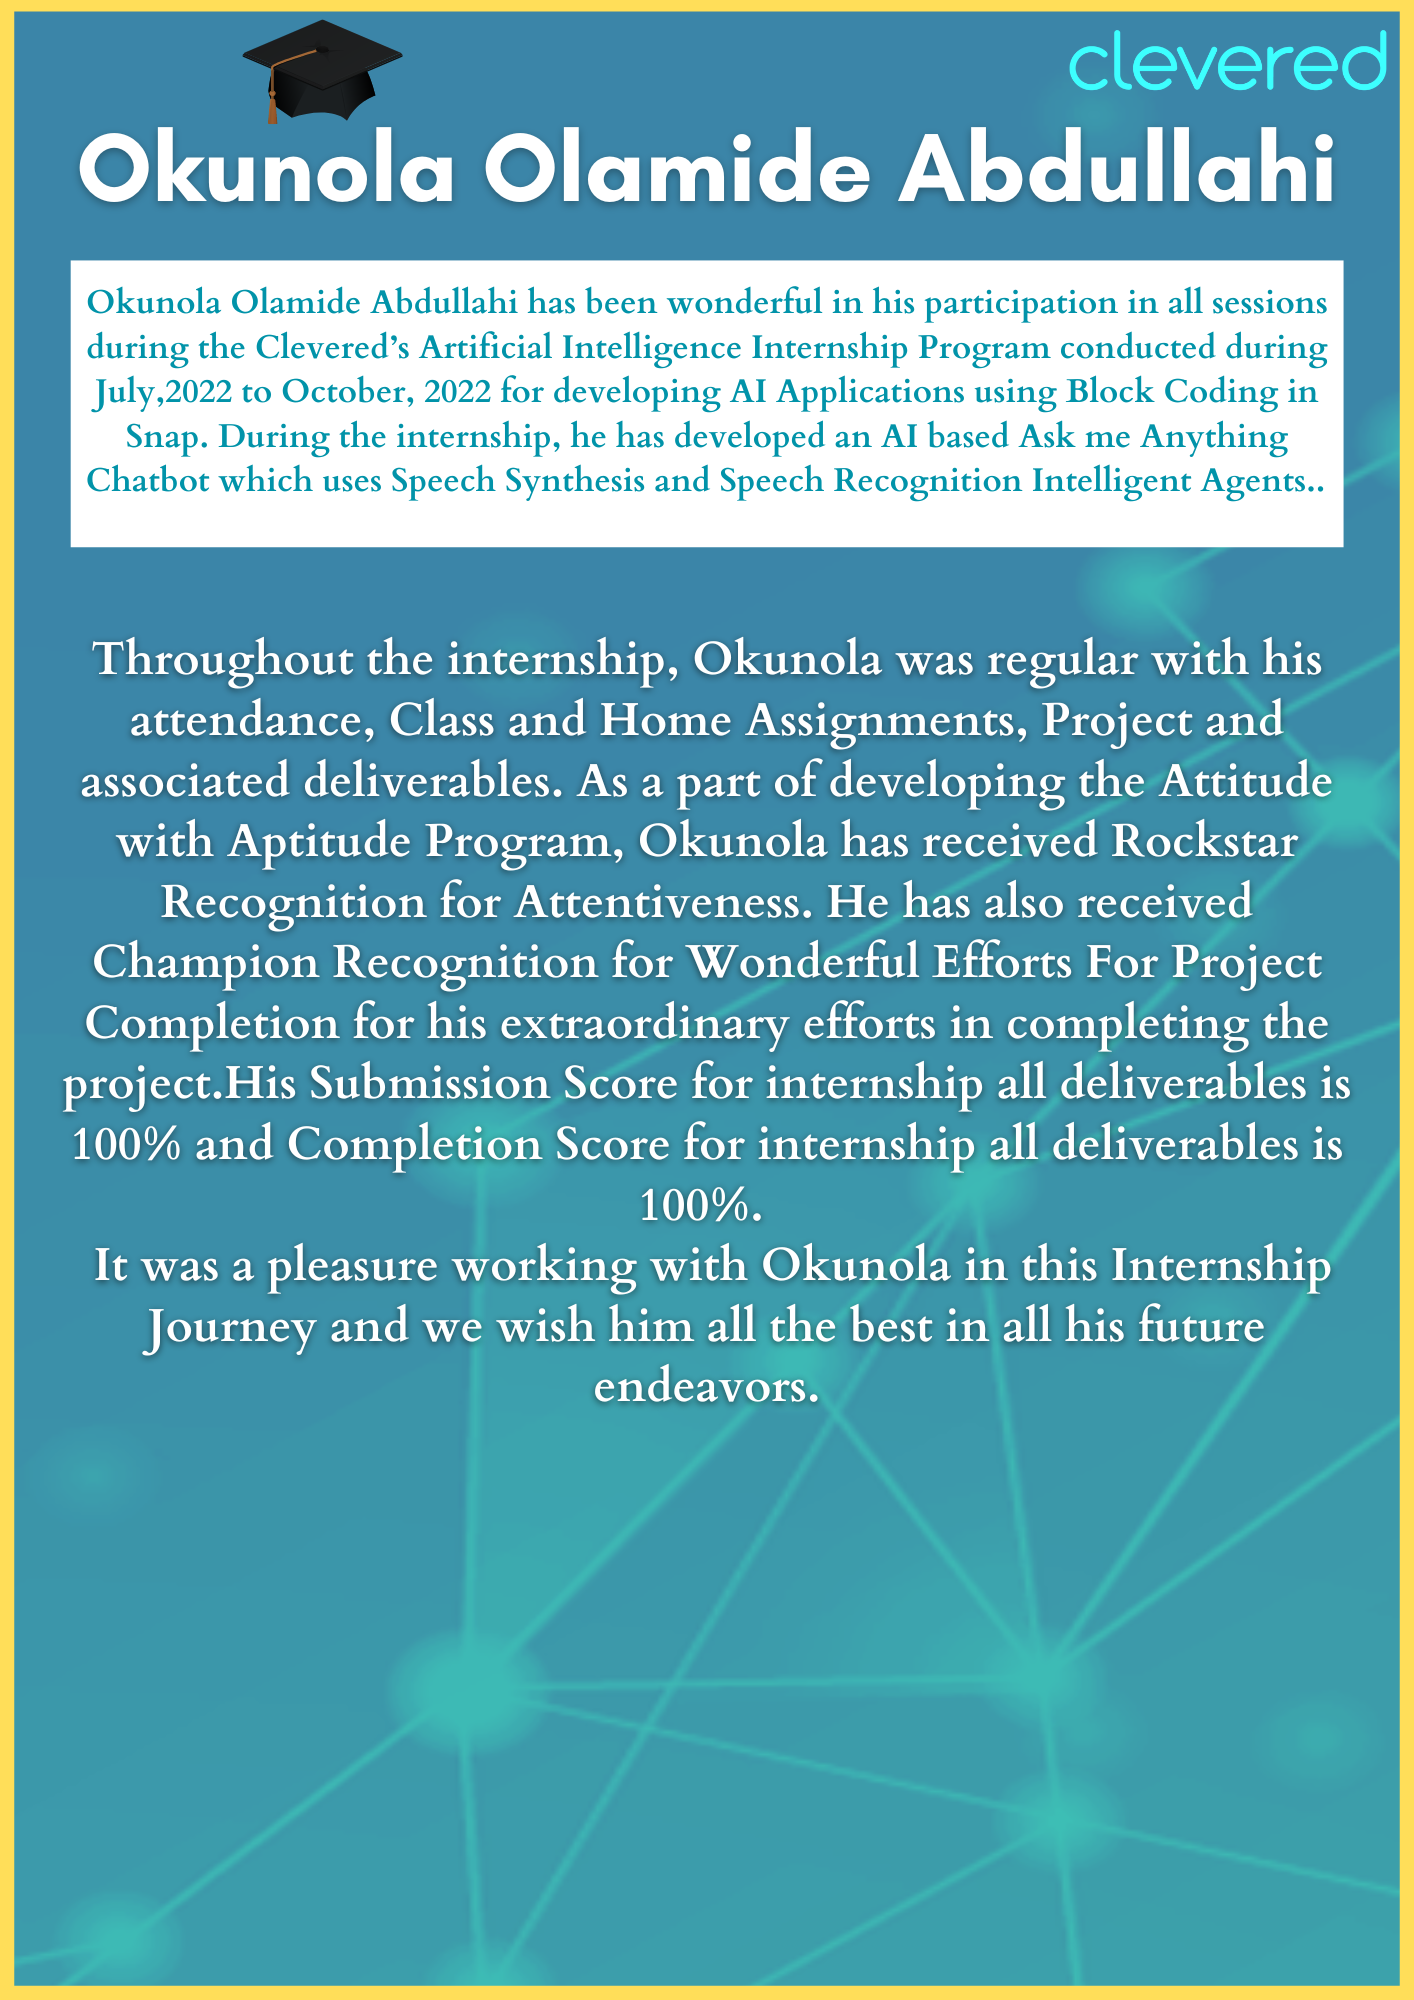 clevered
Okunola Olamide Abdullahi
Okunola Olamide Abdullahi has been wonderful in his participation in all sessions
during the Clevered’s Artificial Intelligence Internship Program conducted during
July,2022 to October, 2022 for developing AI Applications using Block Coding in
Snap. During the internship, he has developed an AI based Ask me Anything
Chatbot which uses Speech Synthesis and Speech Recognition Intelligent Agents..
Throughout the internship, Okunola was regular with his
attendance, Class and Home Assignments, Project and
associated deliverables. As a part of developing the Attitude
with Aptitude Program, Okunola has received Rockstar
Recognition for Attentiveness. He has also received
Champion Recognition for Wonderful Efforts For Project
Completion for his extraordinary efforts in completing the
project.His Submission Score for internship all deliverables is
100% and Completion Score for internship all deliverables is
100%.
It was a pleasure working with Okunola in this Internship
Journey and we wish him all the best in all his future
endeavors.